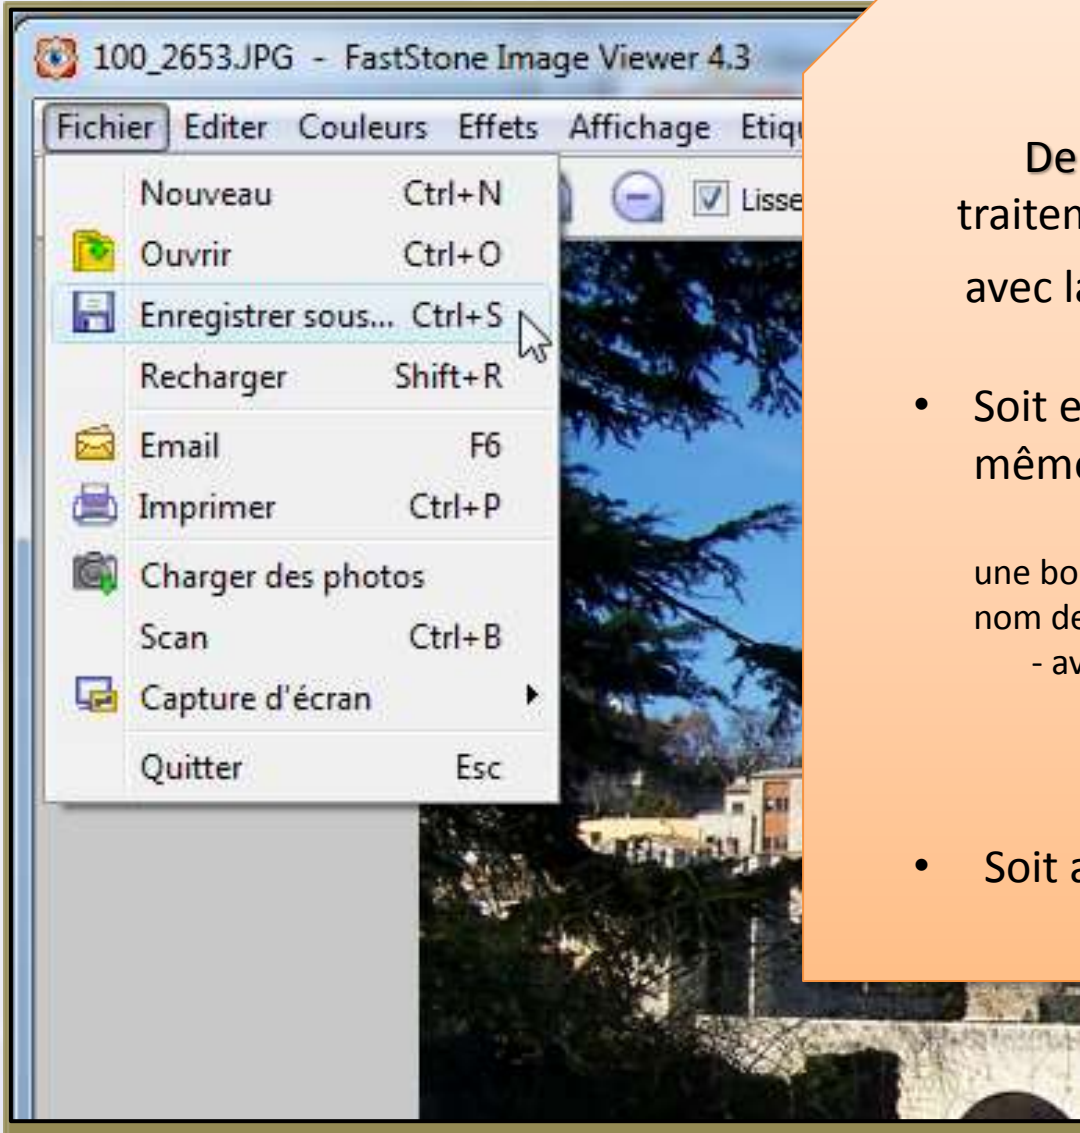 100_2653.JPG - FastStone Image Viewer 4.3
Fichier Editer Couleurs Effets Affichage Etiq
Lisse
Nouveau Ctrl+N
Ouvrir Ctrl+O
Enregistrer sous... Ctrl+S
Recharger Shift+R
Email F6
Imprimer Ctrl+P
Charger des photos
Scan Ctrl+B
Capture d'écran
Quitter Esc
De
traiten
avec la
• Soit e
même
une bo
nom de
- av
• Soit a